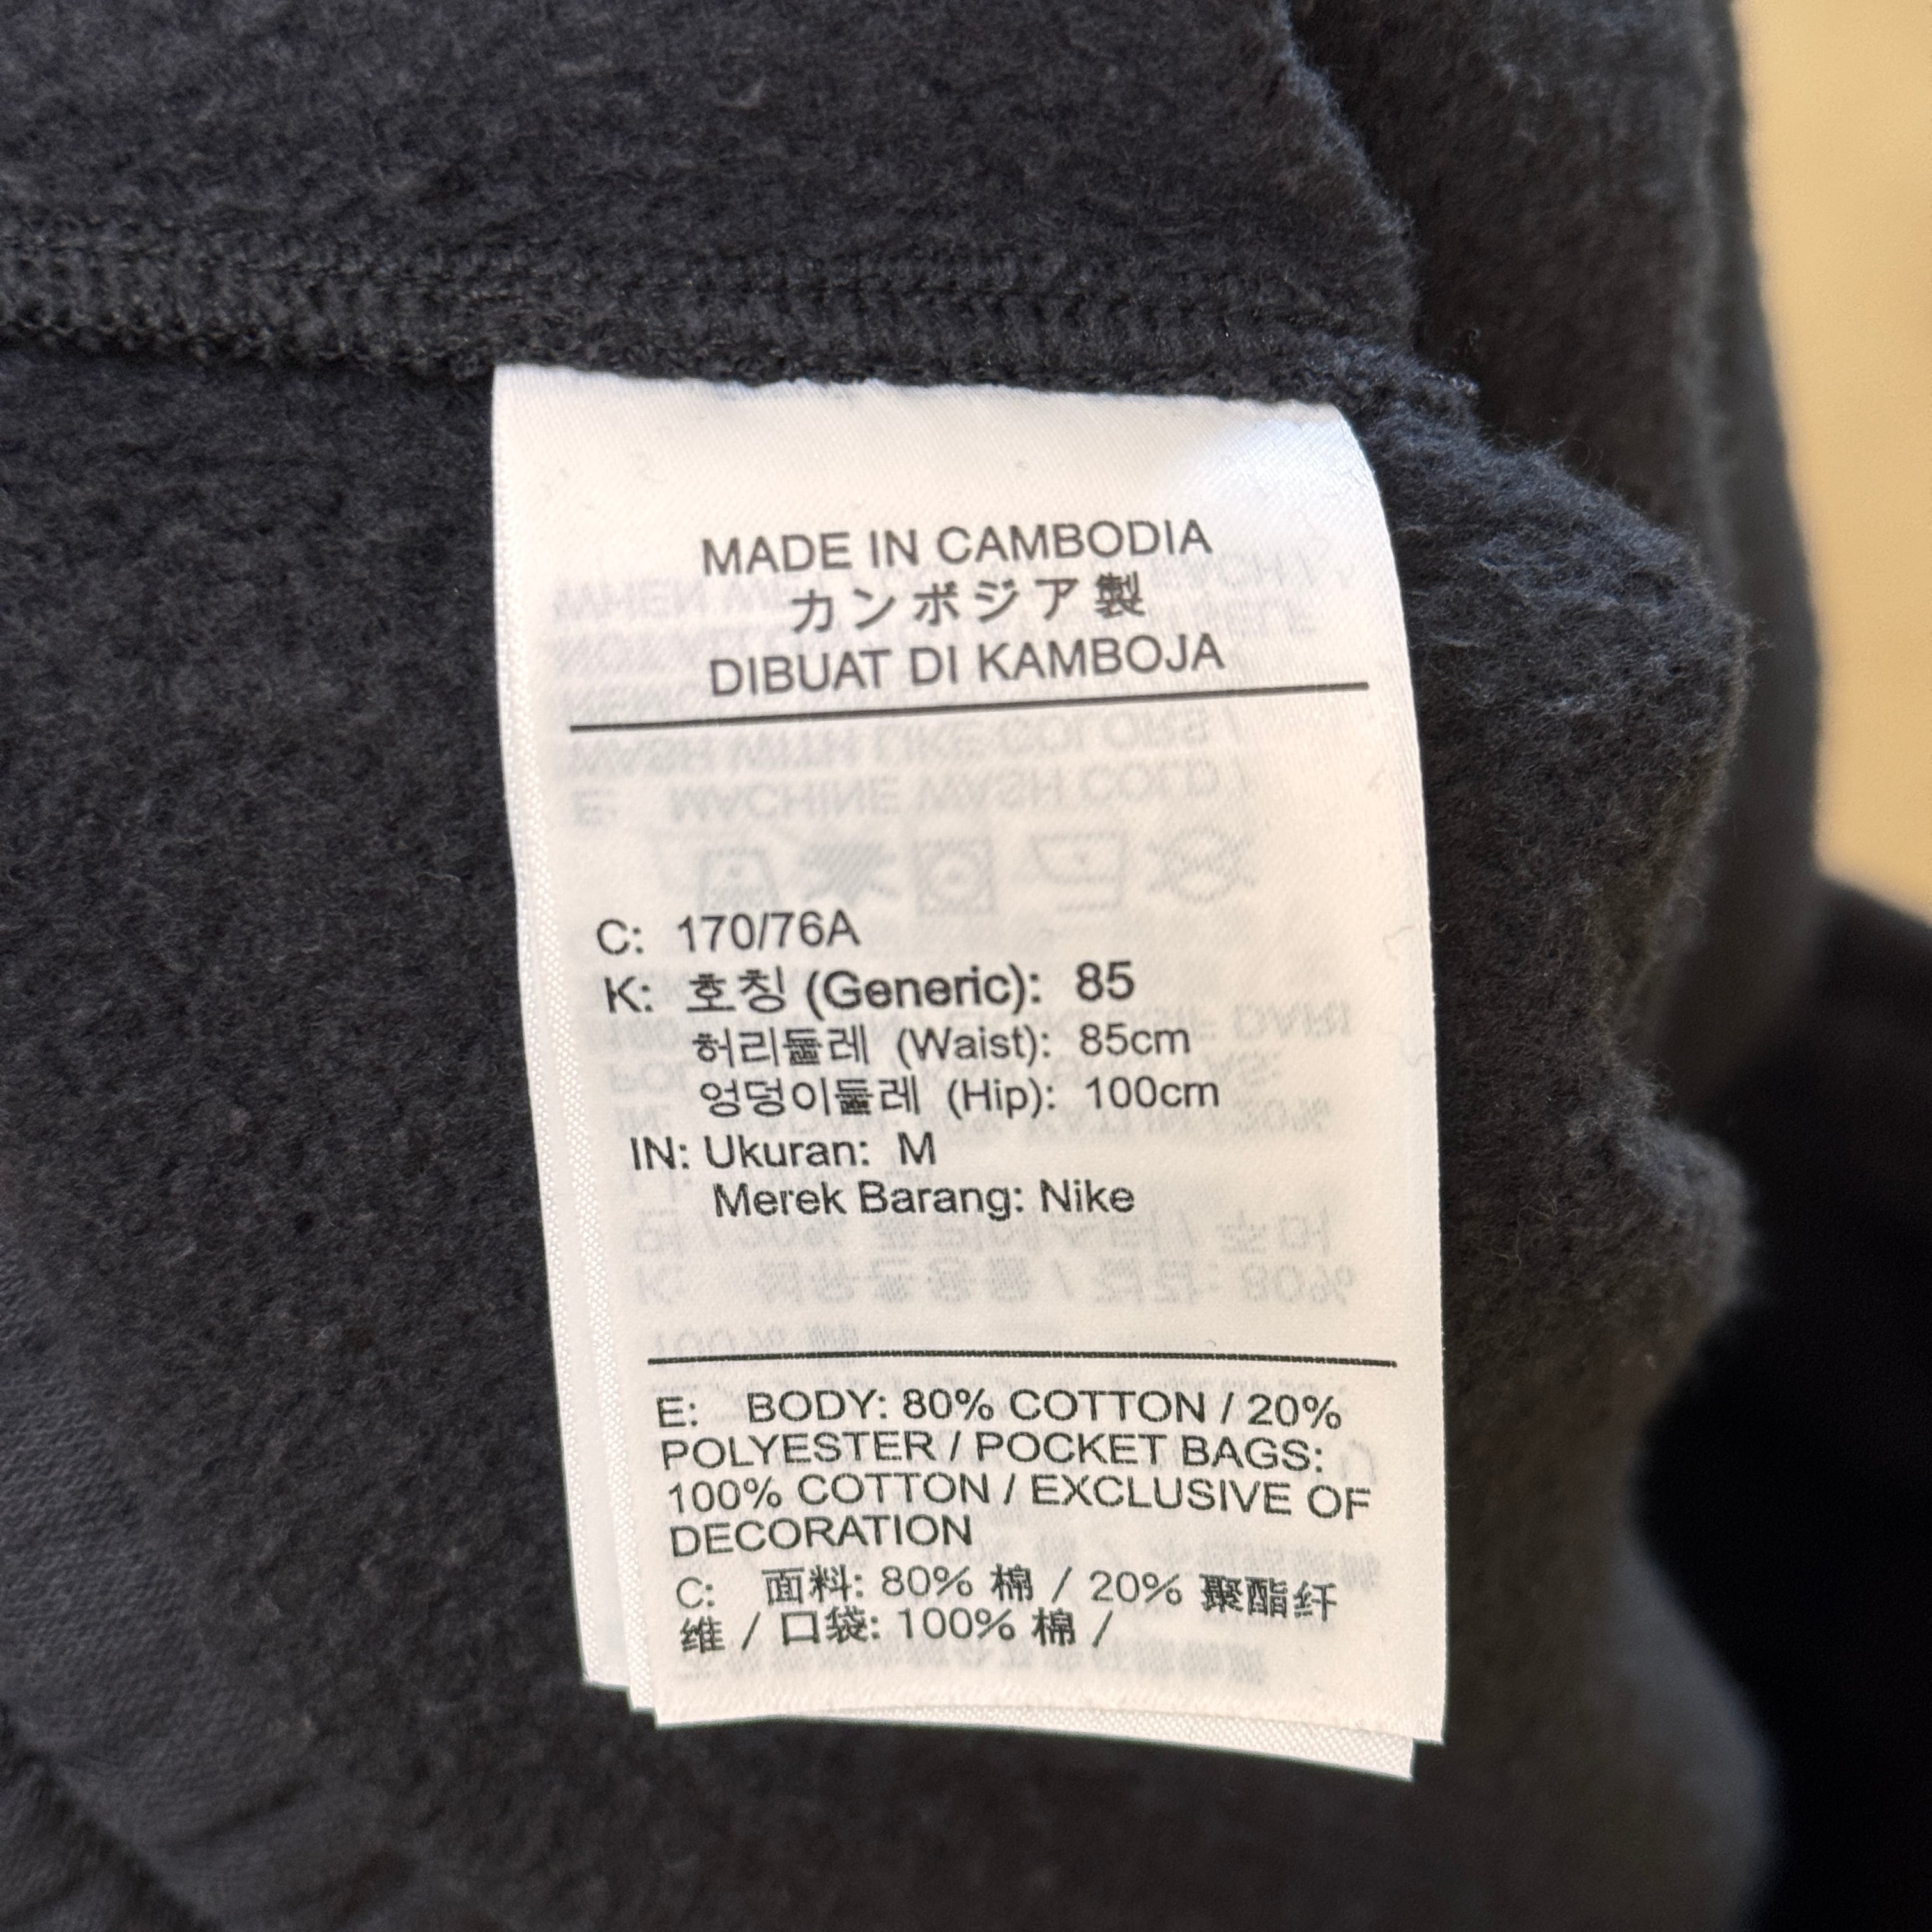 MADE IN CAMBODIA
カンボジア製
DIBUAT DI KAMBOJA
C: 170/76A
K: 호칭 (Generic): 85
허리둘레 (Waist): 85cm
엉덩이둘레 (Hip): 100cm
IN: Ukuran: M
Merek Barang: Nike
E: BODY: 80% COTTON / 20%
POLYESTER / POCKET BAGS:
100% COTTON / EXCLUSIVE OF
DECORATION
C: 面料: 80% 棉 / 20% 聚酯纤
维 / 口袋: 100% 棉 /